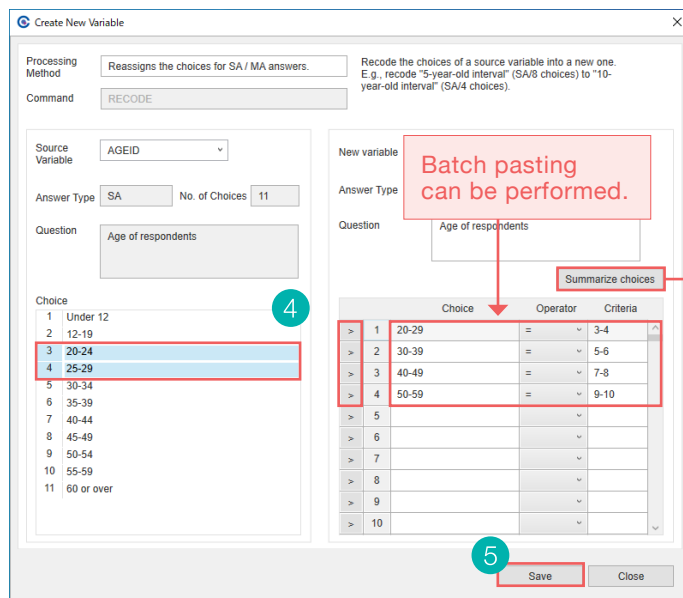 Create New Variable
Processing Method
Reassigns the choices for SA / MA answers.
Recode the choices of a source variable into a new one.
E.g., recode "5-year-old interval" (SA/8 choices) to "10-
year-old interval" (SA/4 choices).
Command
RECODE
Source Variable
AGEID
Answer Type
SA
No. of Choices
11
Question
Age of respondents
Choice
1 Under 12
2 12-19
3 20-24
4 25-29
5 30-34
6 35-39
7 40-44
8 45-49
9 50-54
10 55-59
11 60 or over
4
New variable
Batch pasting
can be performed.
Answer Type
Question
Age of respondents
Summarize choices
Choice Operator Criteria
> 1 20-29 = 3-4
> 2 30-39 = 5-6
> 3 40-49 = 7-8
> 4 50-59 = 9-10
> 5
> 6
> 7
> 8
> 9
> 10
5
Save
Close